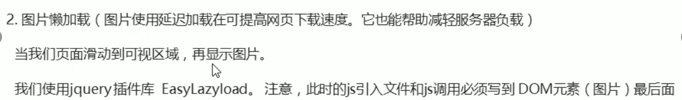 2. 图片懒加载（图片使用延迟加载在可提高网页下载速度。它也能帮助减轻服务器负载）
当我们页面滑动到可视区域，再显示图片。
我们使用jquery 插件库 EasyLazyload。 注意，此时的js引入文件和js调用必须写到 DOM元素（图片）最后面